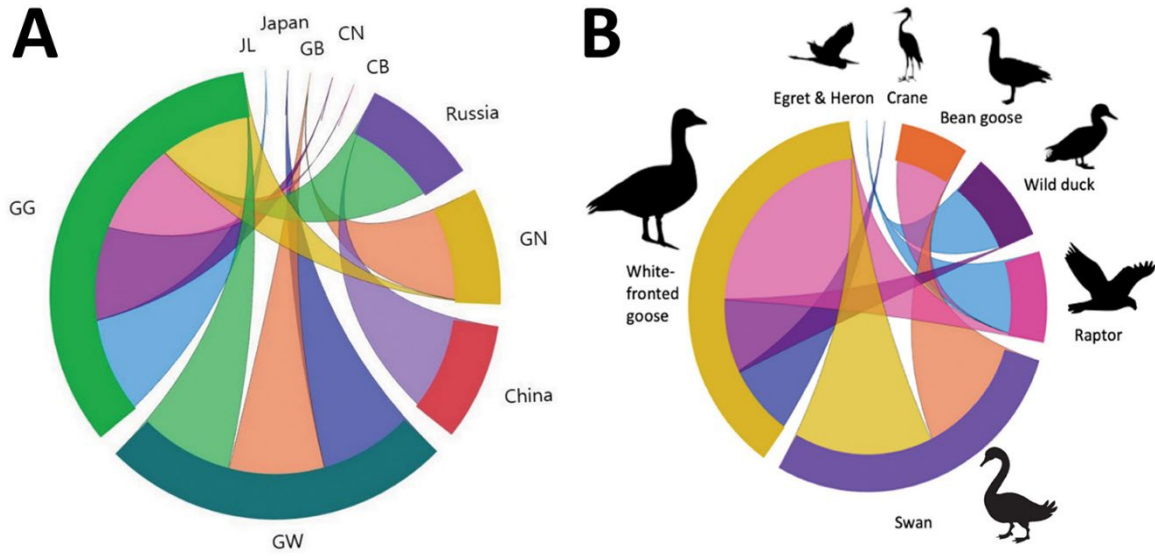 A
JL
Japan
GB
CN
CB
Russia
GG
GN
China
GW
B
Egret & Heron
Crane
Bean goose
Wild duck
White-
fronted
goose
Raptor
Swan